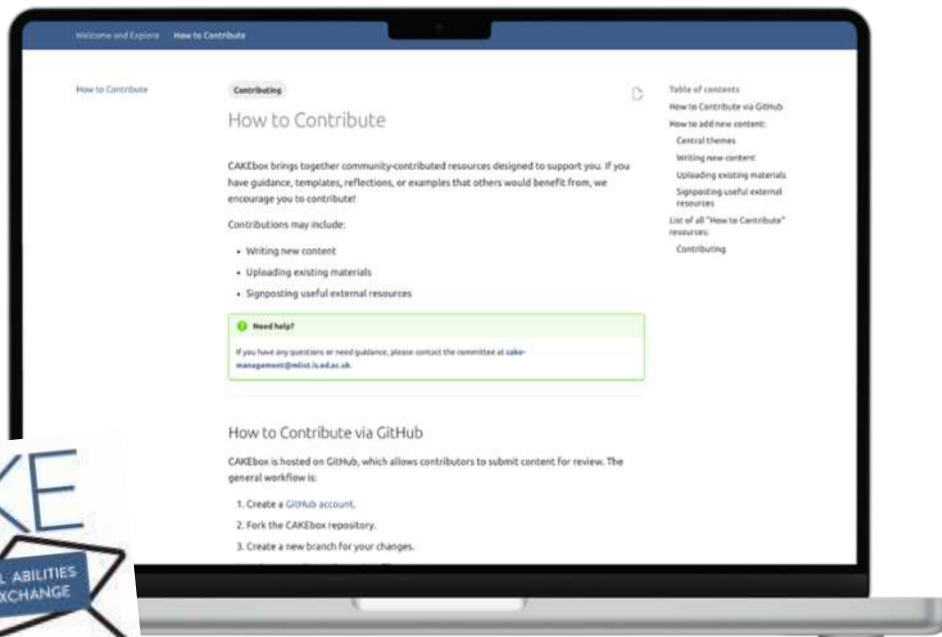 Welcome and Explore How to Contribute
How to Contribute
Contributing
How to Contribute
CAKEbox brings together community-contributed resources designed to support you. If you
have guidance, templates, reflections, or examples that others would benefit from, we
encourage you to contribute!
Contributions may include:
• Writing new content
• Uploading existing materials
• Signposting useful external resources
Need help?
If you have any questions or need guidance, please contact the committee at cake-
management@mlist.is.ed.ac.uk.
How to Contribute via GitHub
CAKEbox is hosted on GitHub, which allows contributors to submit content for review. The
general workflow is:
1. Create a GitHub account.
2. Fork the CAKEbox repository.
3. Create a new branch for your changes.
Table of contents
How to Contribute via GitHub
How to add new content:
Central themes
Writing new content
Uploading existing materials
Signposting useful external
resources
List of all "How to Contribute"
resources:
Contributing
KE
L ABILITIES
XCHANGE